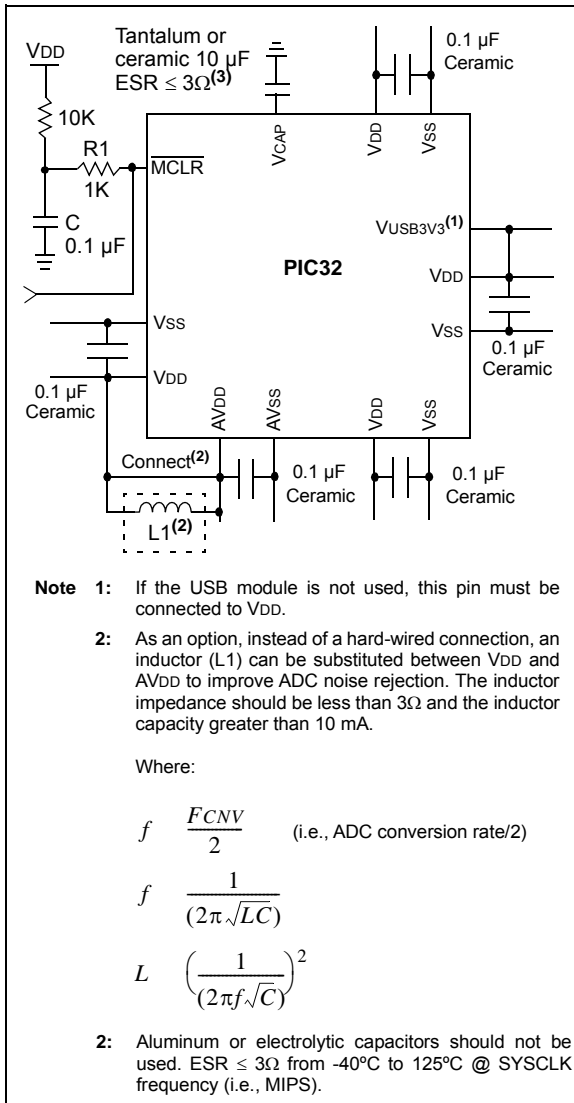 VDD
Tantalum or
ceramic 10 µF
ESR ≤ 3Ω(3)
0.1 µF
Ceramic
10K
R1
1K
MCLR
VCAP
VDD
VSS
C
0.1 µF
VUSB3V3(1)
PIC32
VDD
VSS
0.1 µF
Ceramic
VSS
VDD
0.1 µF
Ceramic
AVDD
AVSS
VDD
VSS
Connect(2)
0.1 µF
Ceramic
0.1 µF
Ceramic
L1(2)
Note 1: If the USB module is not used, this pin must be
connected to VDD.
2: As an option, instead of a hard-wired connection, an
inductor (L1) can be substituted between VDD and
AVDD to improve ADC noise rejection. The inductor
impedance should be less than 3Ω and the inductor
capacity greater than 10 mA.
Where:
f FCNV/2 (i.e., ADC conversion rate/2)
f 1/(2π√LC)
L (1/(2πf√C))²
2: Aluminum or electrolytic capacitors should not be
used. ESR ≤ 3Ω from -40ºC to 125ºC @ SYSCLK
frequency (i.e., MIPS).